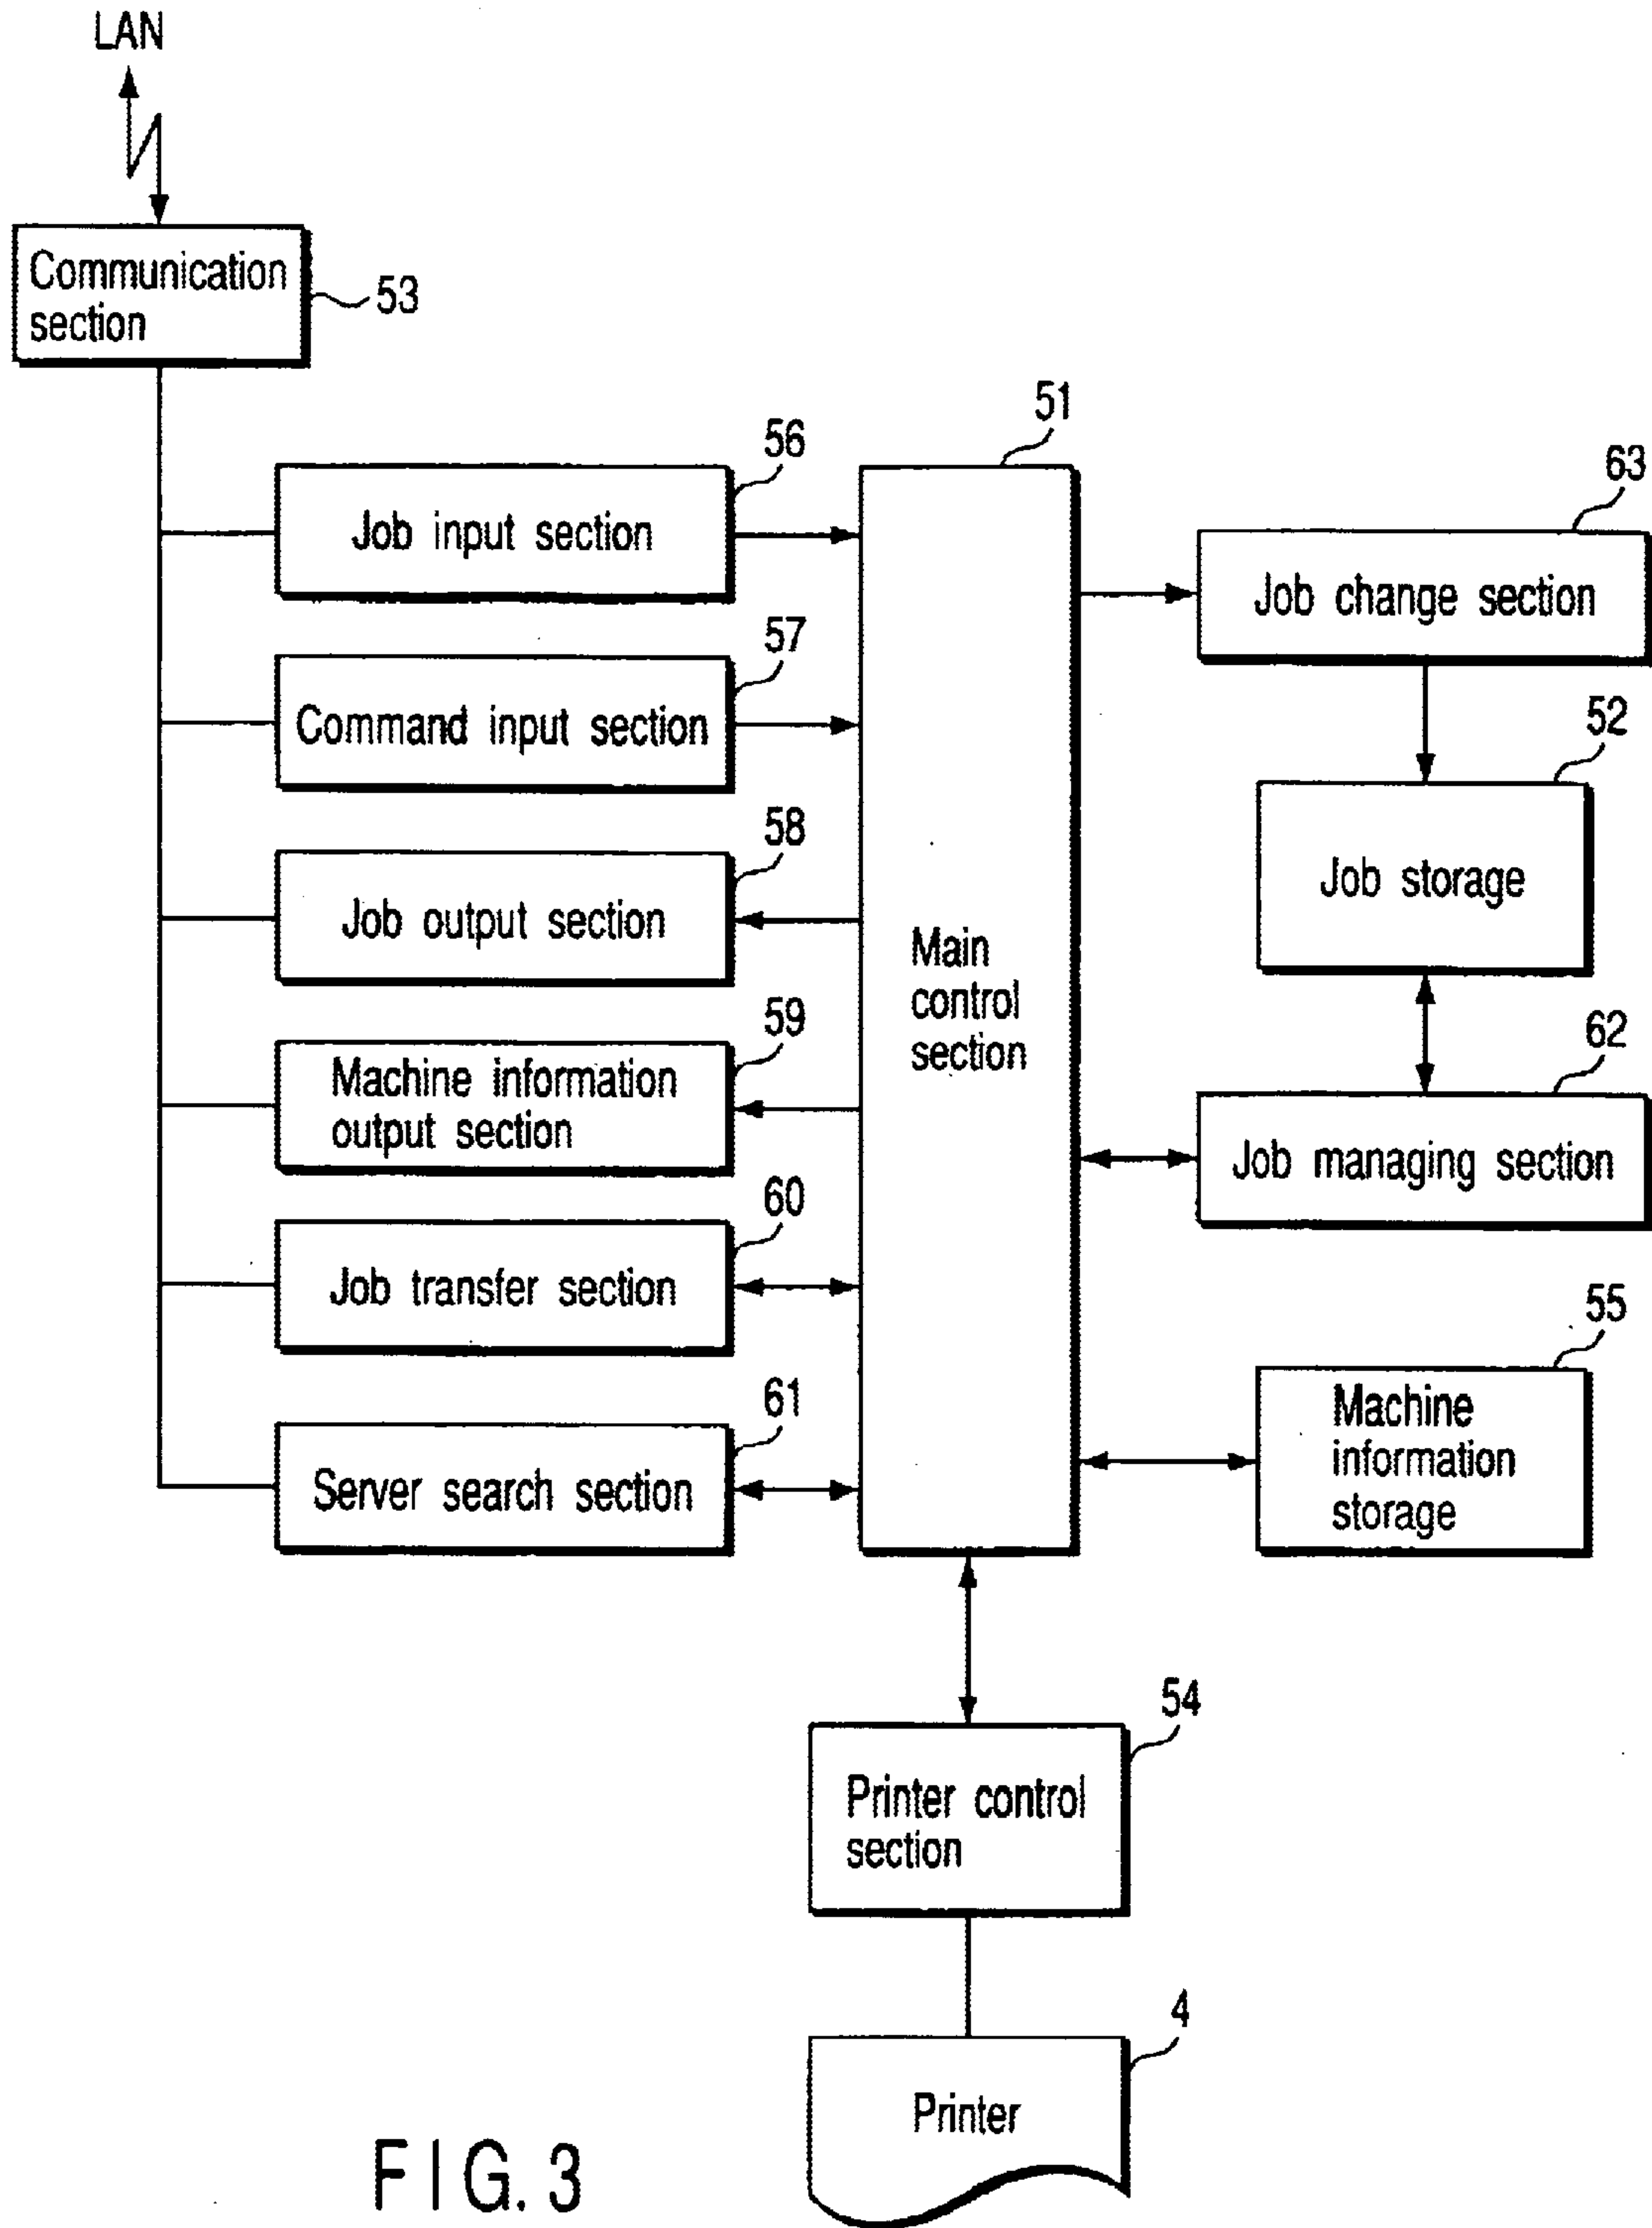 LAN
Communication
section
53
56
Job input section
57
Command input section
58
Job output section
59
Machine information
output section
60
Job transfer section
61
Server search section
51
Main
control
section
63
Job change section
52
Job storage
62
Job managing section
55
Machine
information
storage
54
Printer control
section
4
Printer
FIG. 3